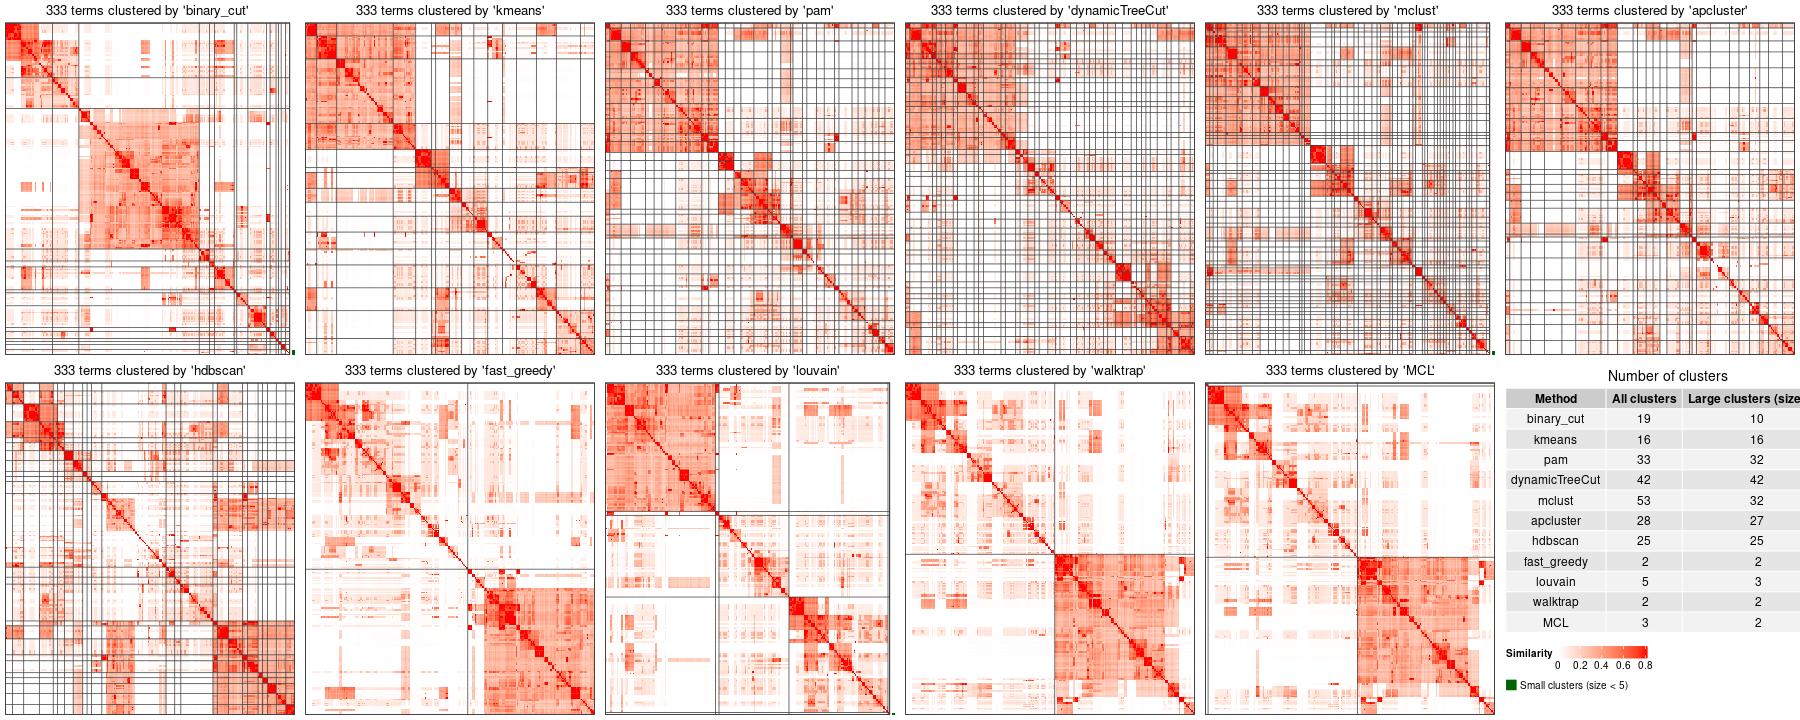 333 terms clustered by 'binary_cut'
333 terms clustered by 'kmeans'
333 terms clustered by 'pam'
333 terms clustered by 'dynamicTreeCut'
333 terms clustered by 'mclust'
333 terms clustered by 'apcluster'
333 terms clustered by 'hdbscan'
333 terms clustered by 'fast_greedy'
333 terms clustered by 'louvain'
333 terms clustered by 'walktrap'
333 terms clustered by 'MCL'
Number of clusters
Method All clusters Large clusters (size
binary_cut 19 10
kmeans 16 16
pam 33 32
dynamicTreeCut 42 42
mclust 53 32
apcluster 28 27
hdbscan 25 25
fast_greedy 2 2
louvain 5 3
walktrap 2 2
MCL 3 2
Similarity
0 0.2 0.4 0.6 0.8
Small clusters (size < 5)